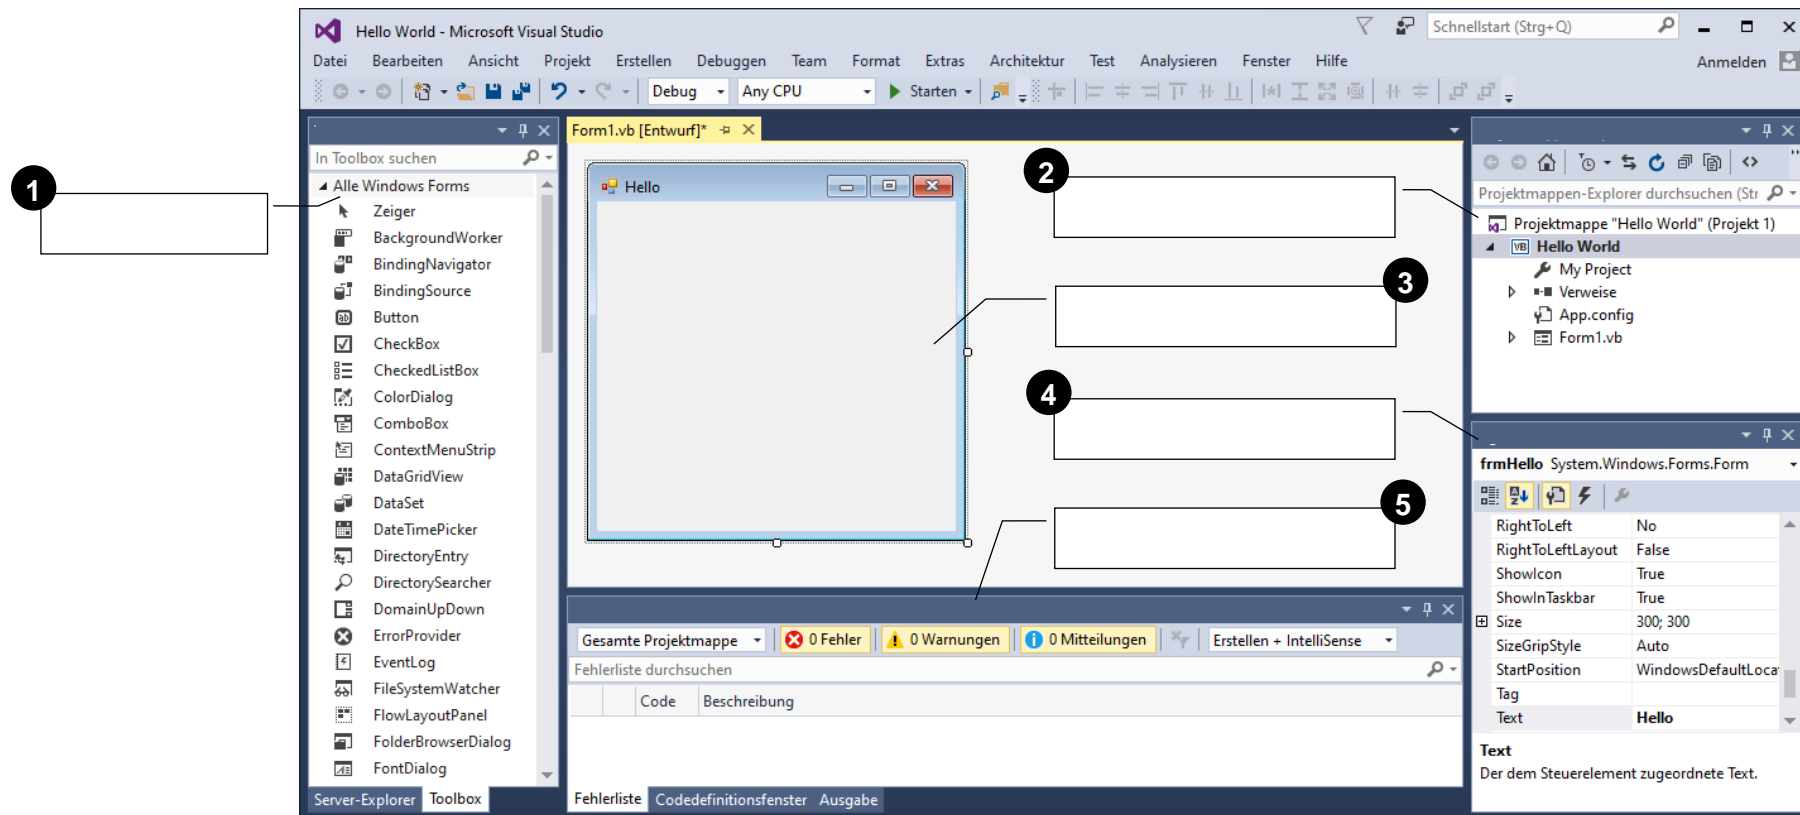 Hello World - Microsoft Visual Studio
Schnellstart (Strg+Q)
Datei Bearbeiten Ansicht Projekt Erstellen Debuggen Team Format Extras Architektur Test Analysieren Fenster Hilfe
Anmelden
Debug Any CPU Starten
Form1.vb [Entwurf]*
In Toolbox suchen
1
Alle Windows Forms
Zeiger
BackgroundWorker
BindingNavigator
BindingSource
Button
CheckBox
CheckedListBox
ColorDialog
ComboBox
ContextMenuStrip
DataGridView
DataSet
DateTimePicker
DirectoryEntry
DirectorySearcher
DomainUpDown
ErrorProvider
EventLog
FileSystemWatcher
FlowLayoutPanel
FolderBrowserDialog
FontDialog
Server-Explorer Toolbox
Hello
2
3
4
5
Gesamte Projektmappe 0 Fehler 0 Warnungen 0 Mitteilungen Erstellen + IntelliSense
Fehlerliste durchsuchen
Code Beschreibung
Fehlerliste Codedefinitionsfenster Ausgabe
Projektmappen-Explorer durchsuchen (Str
Projektmappe "Hello World" (Projekt 1)
VB Hello World
My Project
Verweise
App.config
Form1.vb
frmHello System.Windows.Forms.Form
RightToLeft No
RightToLeftLayout False
ShowIcon True
ShowInTaskbar True
Size 300; 300
SizeGripStyle Auto
StartPosition WindowsDefaultLoca
Tag
Text Hello
Text
Der dem Steuerelement zugeordnete Text.